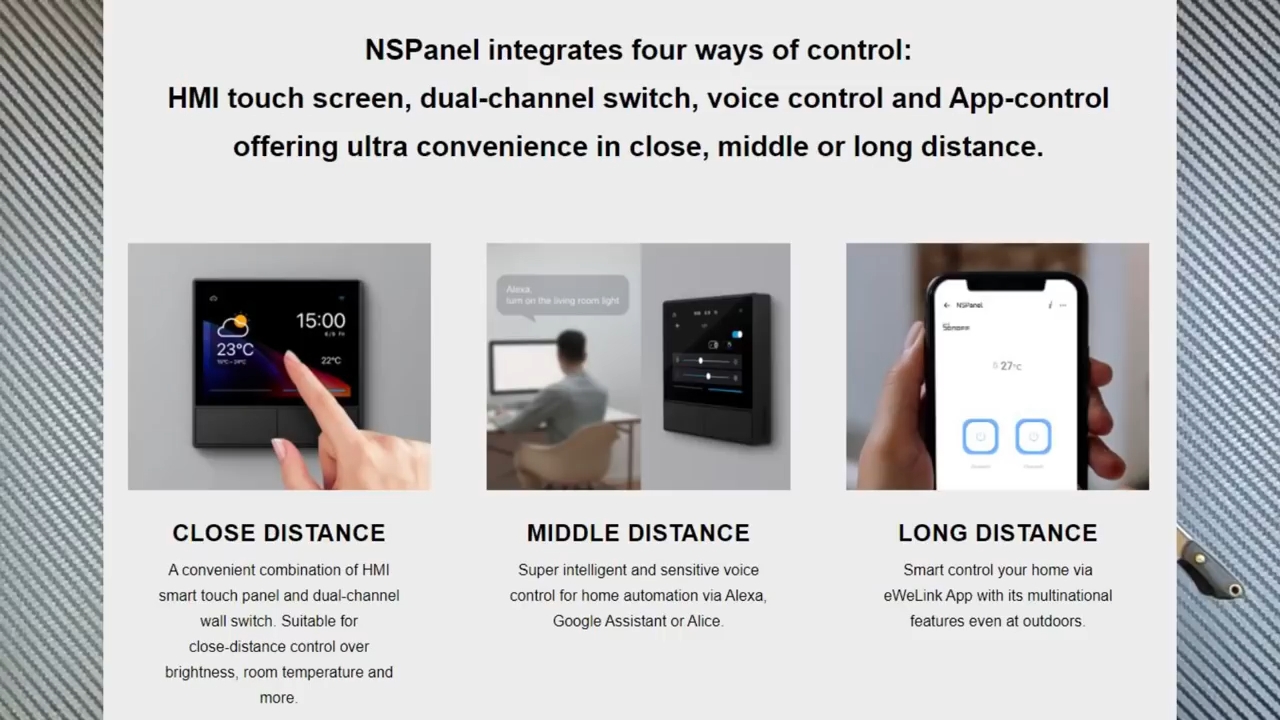 NSPanel integrates four ways of control:
HMI touch screen, dual-channel switch, voice control and App-control
offering ultra convenience in close, middle or long distance.
15:00
23°C
22°C
Alexa,
turn on the living room light
NSPanel
27°C
CLOSE DISTANCE
A convenient combination of HMI
smart touch panel and dual-channel
wall switch. Suitable for
close-distance control over
brightness, room temperature and
more.
MIDDLE DISTANCE
Super intelligent and sensitive voice
control for home automation via Alexa,
Google Assistant or Alice.
LONG DISTANCE
Smart control your home via
eWeLink App with its multinational
features even at outdoors.